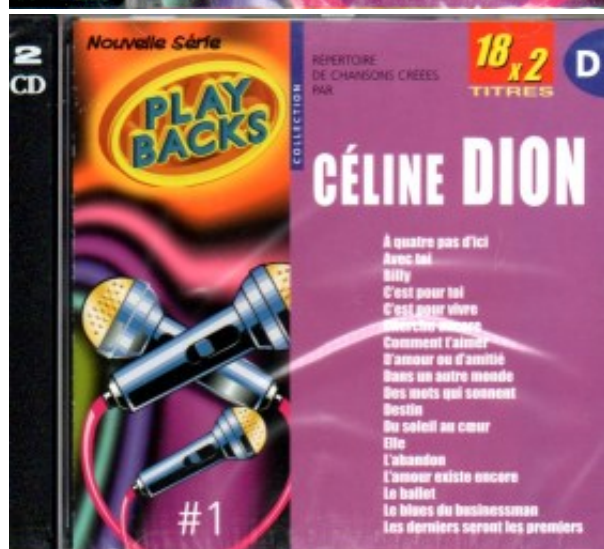 2
CD
Nouvelle Série
PLAY
BACKS
COLLECTION
RÉPERTOIRE
DE CHANSONS CRÉÉES
PAR
18 x 2
TITRES
D
CÉLINE DION
À quatre pas d'ici
Avec toi
Billy
C'est pour toi
C'est pour vivre
Cherche encore
Comment t'aimer
D'amour ou d'amitié
Dans un autre monde
Des mots qui sonnent
Destin
Du soleil au cœur
Elle
L'abandon
L'amour existe encore
Le ballet
Le blues du businessman
Les derniers seront les premiers
#1